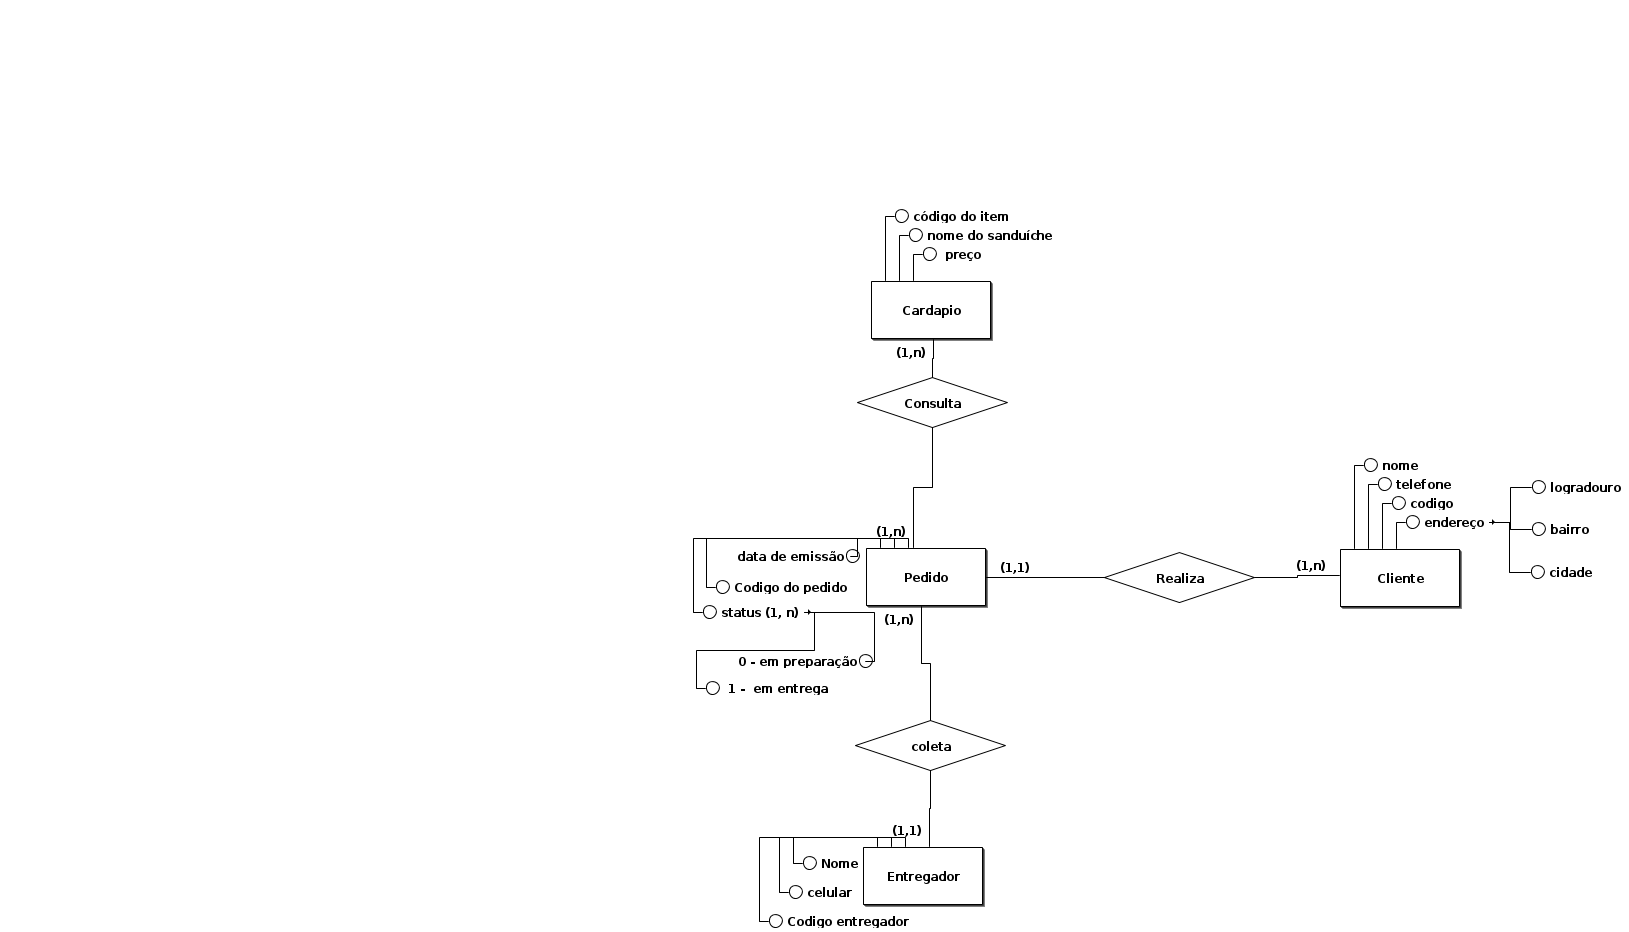 código do item
nome do sanduíche
preço
Cardapio
(1,n)
Consulta
nome
telefone
codigo
endereço
logradouro
bairro
cidade
(1,n)
data de emissão
Codigo do pedido
status (1, n)
0 - em preparação
1 - em entrega
Pedido
(1,1)
Realiza
(1,n)
Cliente
(1,n)
coleta
(1,1)
Nome
celular
Codigo entregador
Entregador